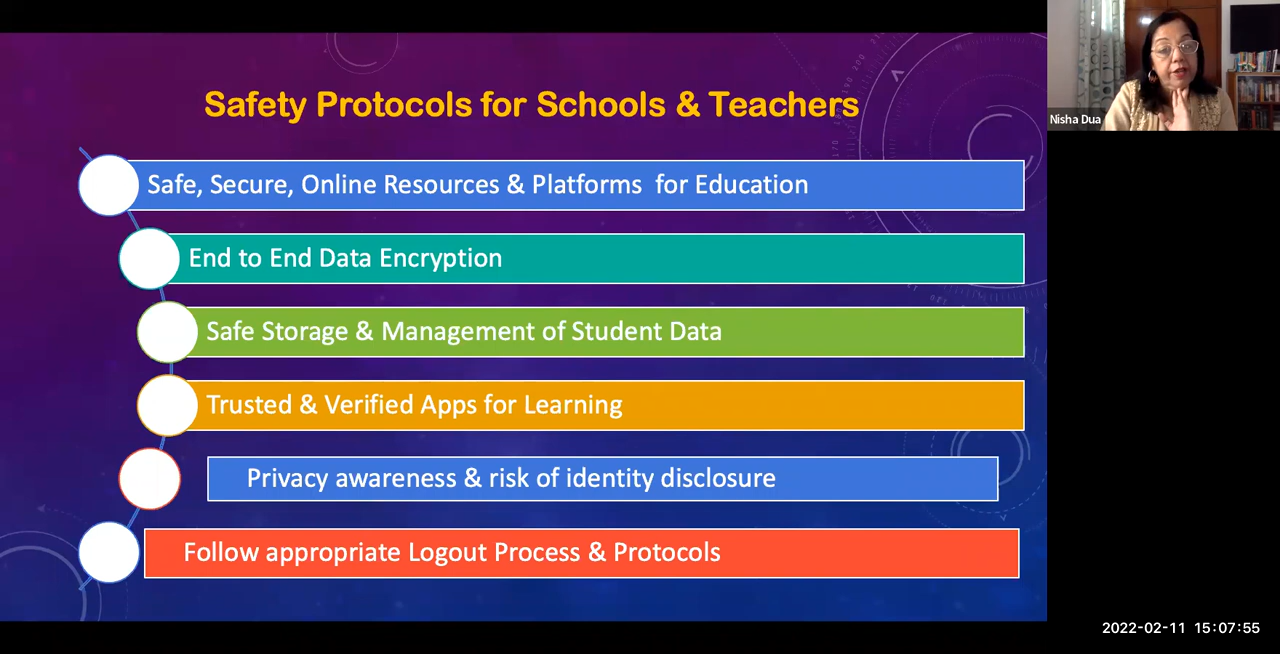 Safety Protocols for Schools & Teachers
Safe, Secure, Online Resources & Platforms for Education
End to End Data Encryption
Safe Storage & Management of Student Data
Trusted & Verified Apps for Learning
Privacy awareness & risk of identity disclosure
Follow appropriate Logout Process & Protocols
Nisha Dua
2022-02-11 15:07:55